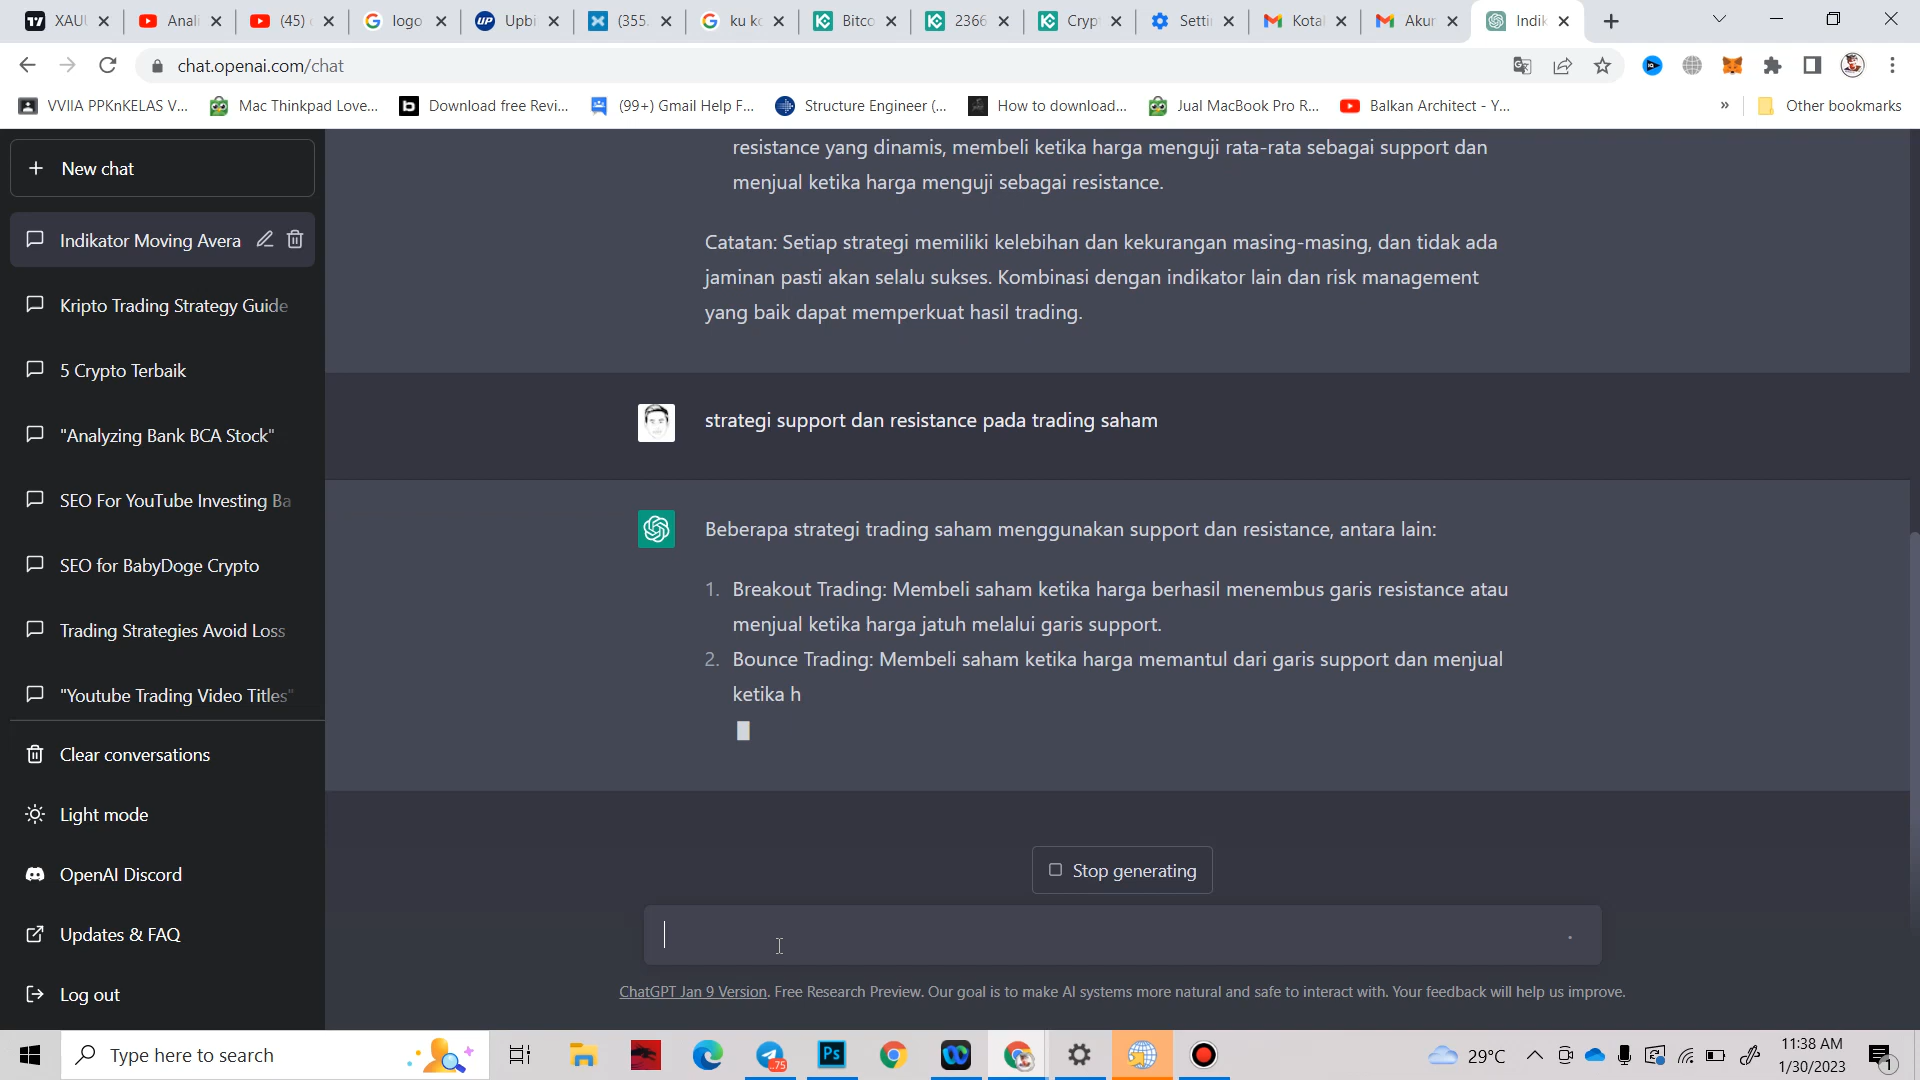 XAUU
Anali
(45)
logo
Upbi
(355.
ku ko
Bitco
2366
Cryp
Setti
Kotal
Akur
Indik
chat.openai.com/chat
VVIIA PPKnKELAS V...
Mac Thinkpad Love...
Download free Revi...
(99+) Gmail Help F...
Structure Engineer (...
How to download...
Jual MacBook Pro R...
Balkan Architect - Y...
»
Other bookmarks
New chat
Indikator Moving Avera
Kripto Trading Strategy Guide
5 Crypto Terbaik
"Analyzing Bank BCA Stock"
SEO For YouTube Investing Ba
SEO for BabyDoge Crypto
Trading Strategies Avoid Loss
"Youtube Trading Video Titles"
Clear conversations
Light mode
OpenAI Discord
Updates & FAQ
Log out
resistance yang dinamis, membeli ketika harga menguji rata-rata sebagai support dan
menjual ketika harga menguji sebagai resistance.
Catatan: Setiap strategi memiliki kelebihan dan kekurangan masing-masing, dan tidak ada
jaminan pasti akan selalu sukses. Kombinasi dengan indikator lain dan risk management
yang baik dapat memperkuat hasil trading.
strategi support dan resistance pada trading saham
Beberapa strategi trading saham menggunakan support dan resistance, antara lain:
1. Breakout Trading: Membeli saham ketika harga berhasil menembus garis resistance atau
menjual ketika harga jatuh melalui garis support.
2. Bounce Trading: Membeli saham ketika harga memantul dari garis support dan menjual
ketika h
Stop generating
ChatGPT Jan 9 Version. Free Research Preview. Our goal is to make AI systems more natural and safe to interact with. Your feedback will help us improve.
Type here to search
..75
Ps
29°C
11:38 AM
1/30/2023
1